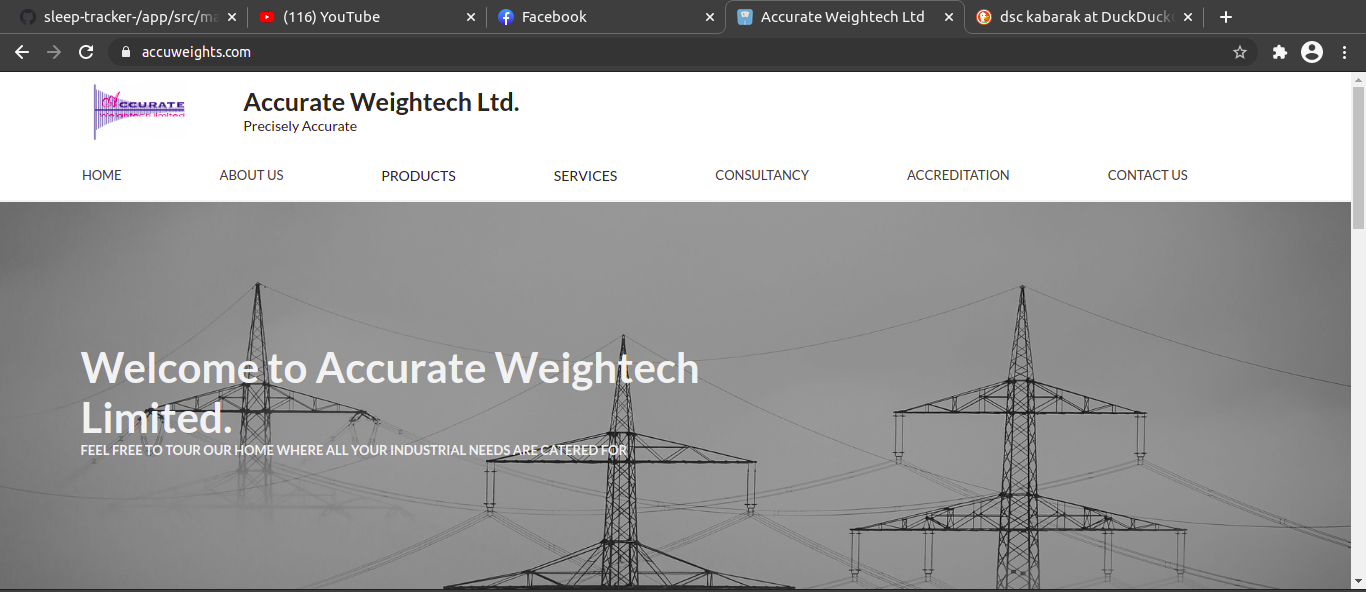 sleep-tracker-/app/src/ma
(116) YouTube
Facebook
Accurate Weightech Ltd
dsc kabarak at DuckDuck
accuweights.com
ACCURATE
Weightech limited
Accurate Weightech Ltd.
Precisely Accurate
HOME
ABOUT US
PRODUCTS
SERVICES
CONSULTANCY
ACCREDITATION
CONTACT US
Welcome to Accurate Weightech
Limited.
FEEL FREE TO TOUR OUR HOME WHERE ALL YOUR INDUSTRIAL NEEDS ARE CATERED FOR